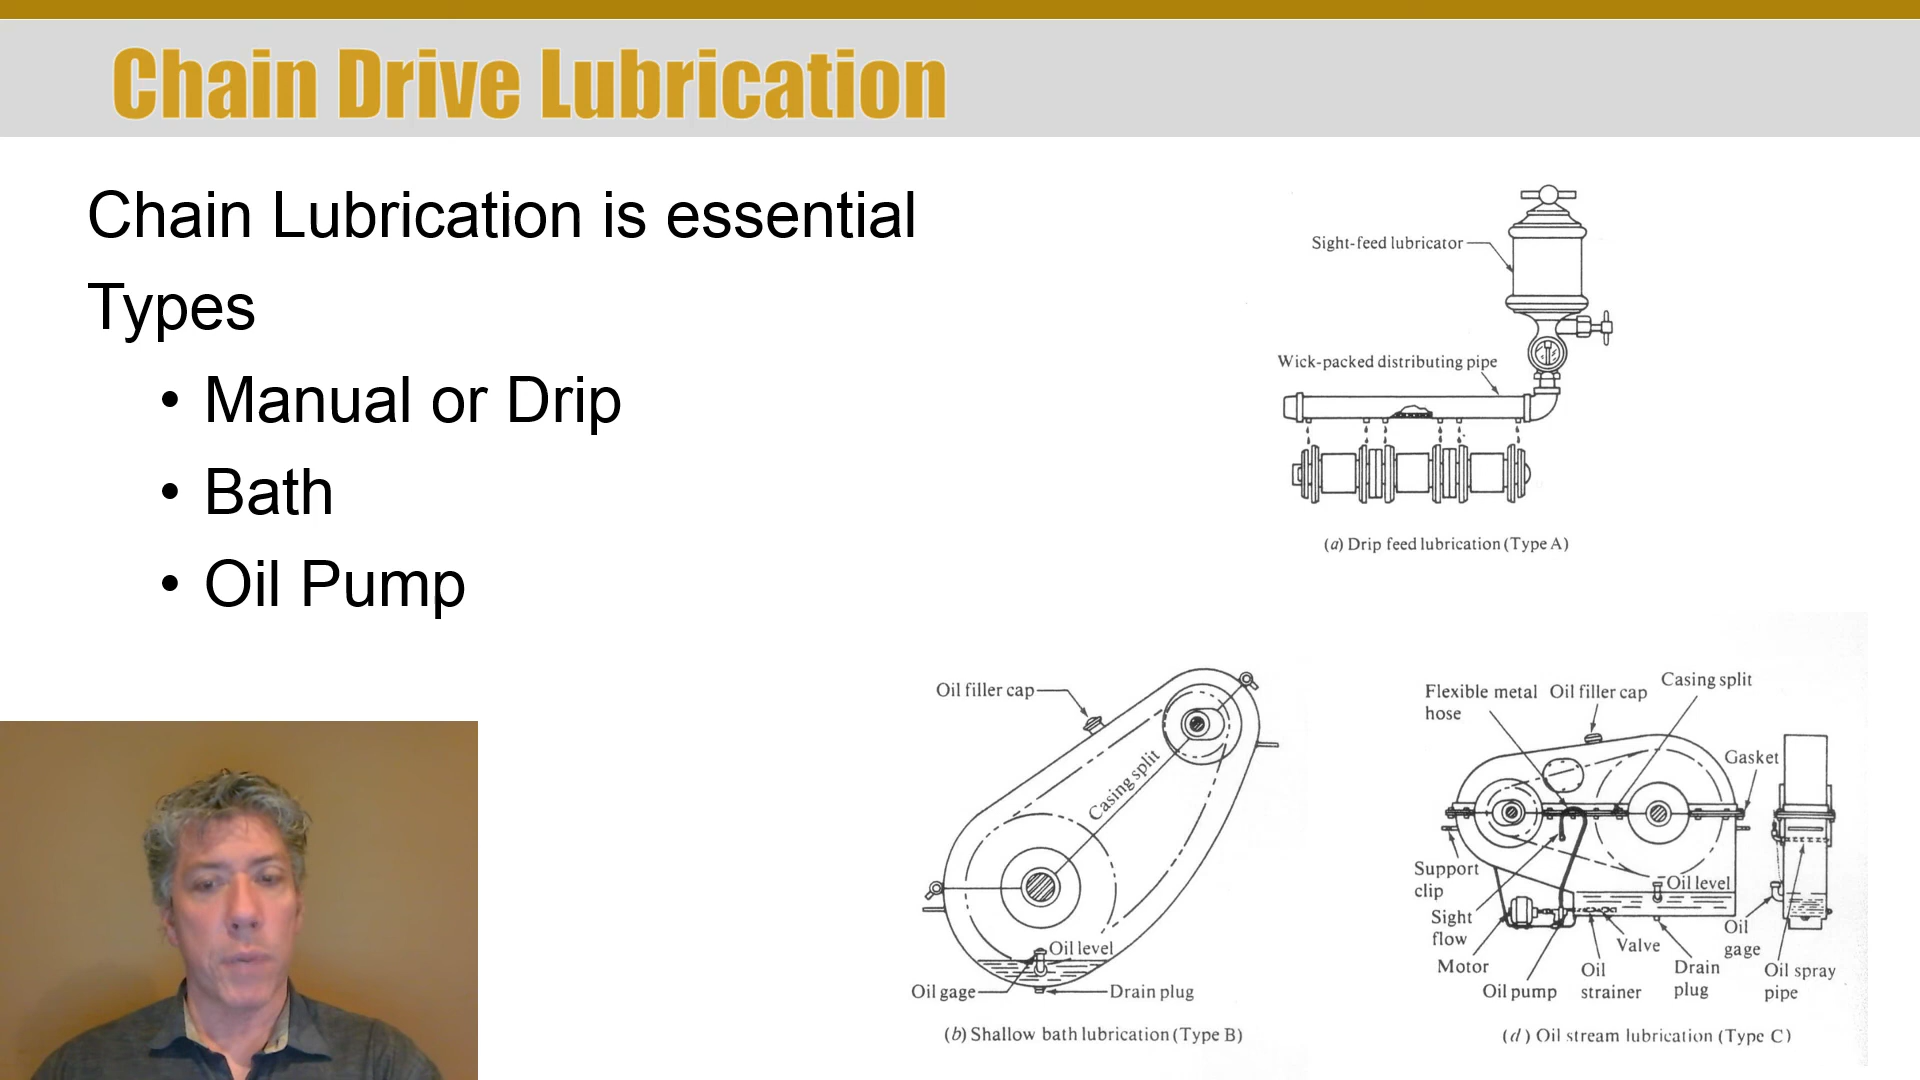 Chain Drive Lubrication
Chain Lubrication is essential
Types
• Manual or Drip
• Bath
• Oil Pump
Sight-feed lubricator
Wick-packed distributing pipe
(a) Drip feed lubrication (Type A)
Oil filler cap
Casing split
Oil level
Oil gage
Drain plug
(b) Shallow bath lubrication (Type B)
Flexible metal
hose
Oil filler cap
Casing split
Gasket
Support
clip
Oil level
Sight
flow
Valve
Oil
gage
Motor
Oil pump
Oil
strainer
Drain
plug
Oil spray
pipe
(d) Oil stream lubrication (Type C)